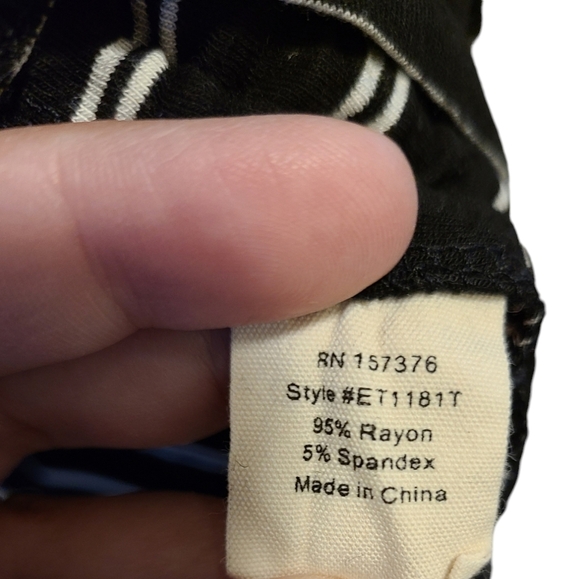 RN 157376
Style #ET1181T
95% Rayon
5% Spandex
Made in China